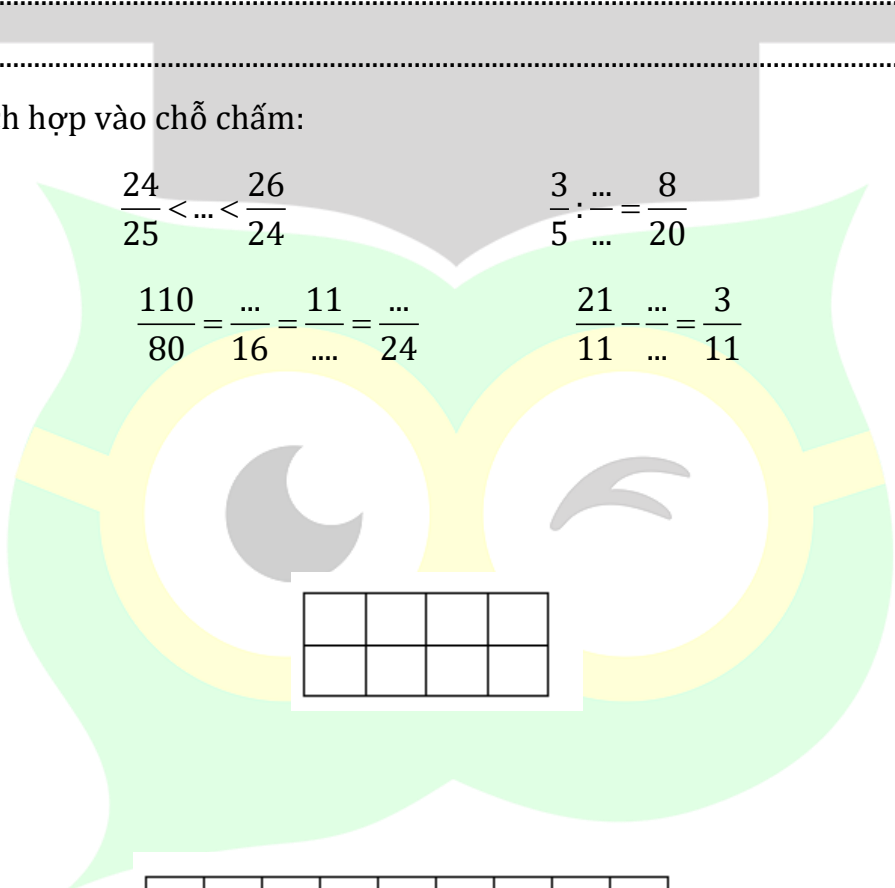 h hợp vào chỗ chấm:
24/25 < ... < 26/24    3/5 : .../... = 8/20
110/80 = .../16 = 11/.... = .../24    21/11 − .../... = 3/11